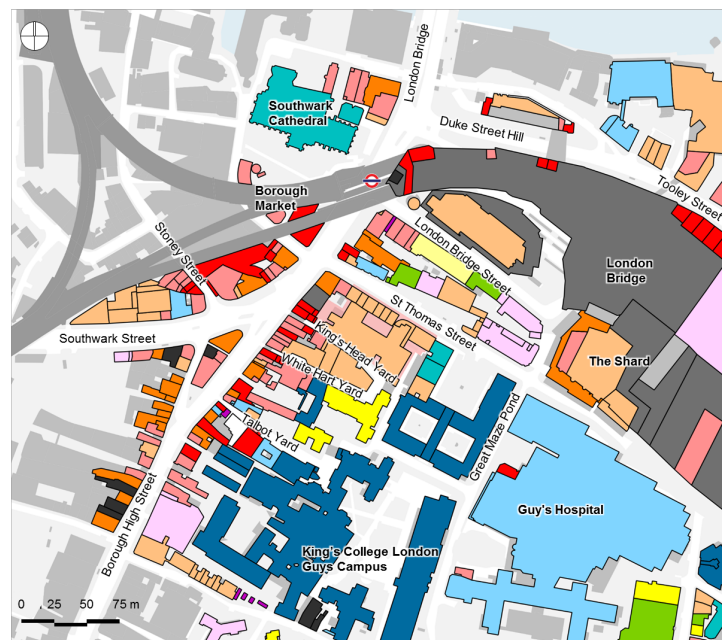 London Bridge
Southwark
Cathedral
Duke Street Hill
Borough
Market
Tooley Street
Stoney Street
London Bridge Street
London
Bridge
St Thomas Street
Southwark Street
King's Head Yard
The Shard
White Hart Yard
Talbot Yard
Great Maze Pond
Borough High Street
Guy's Hospital
King's College London
Guys Campus
0 25 50 75 m